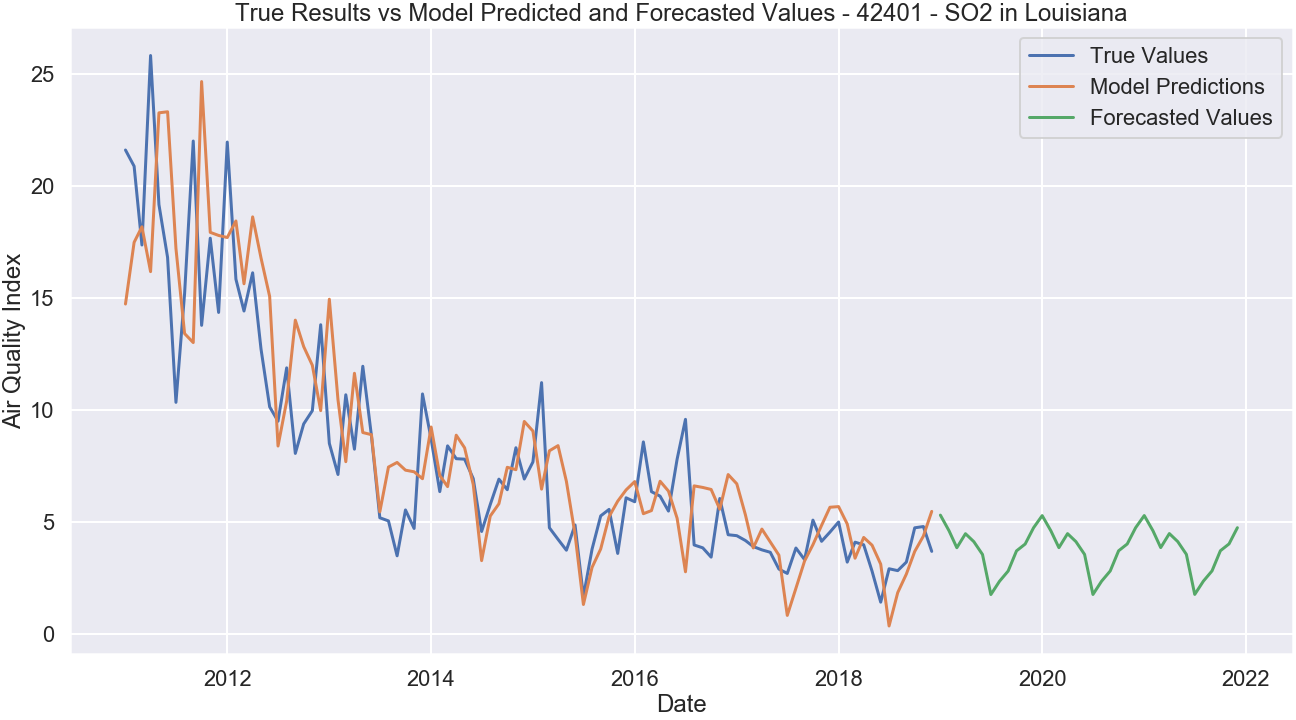 True Results vs Model Predicted and Forecasted Values - 42401 - SO2 in Louisiana
True Values
Model Predictions
Forecasted Values
25
20
15
10
5
0
Air Quality Index
2012 2014 2016 2018 2020 2022
Date